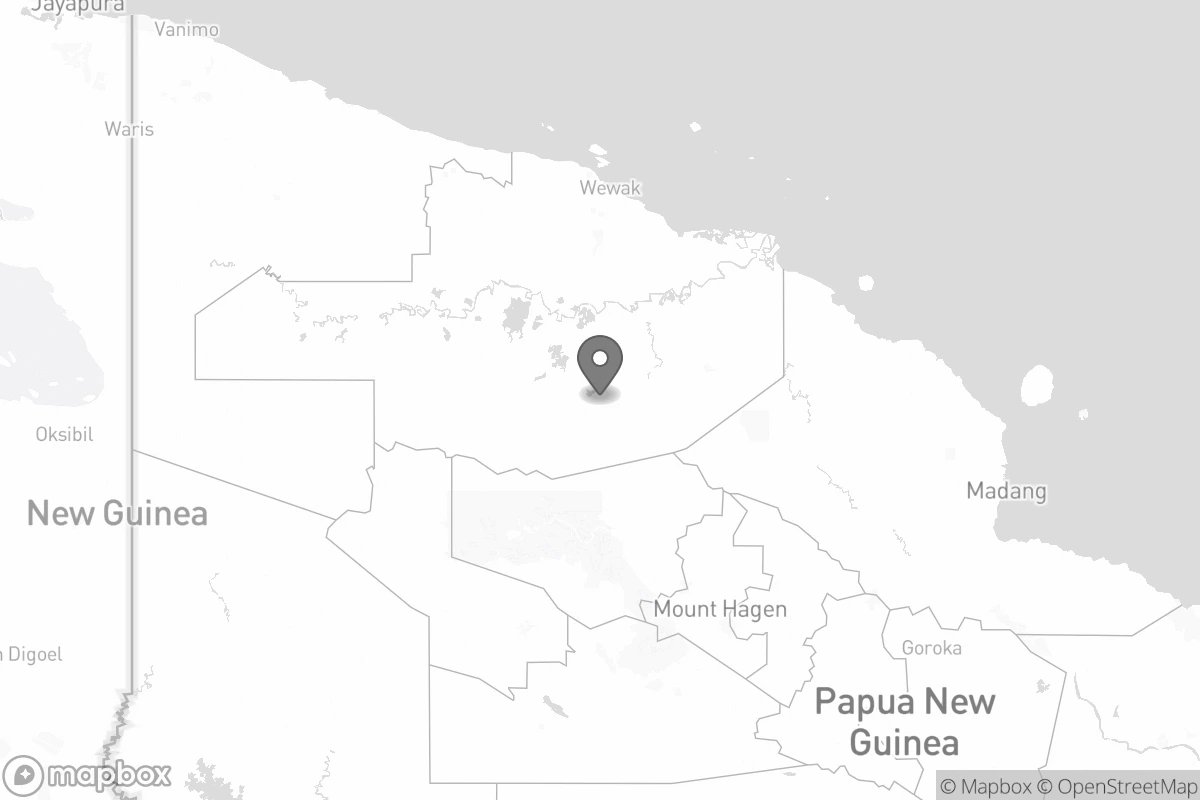 Jayapura
Vanimo
Waris
Wewak
Oksibil
Madang
New Guinea
Mount Hagen
n Digoel
Goroka
Papua New
Guinea
mapbox
© Mapbox © OpenStreetMap